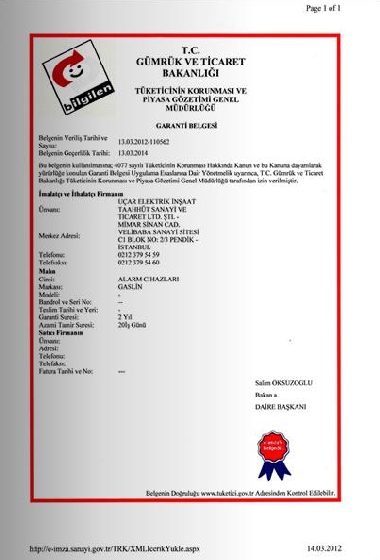 Page 1 of 1
bilgilen
T.C.
GÜMRÜK VE TİCARET
BAKANLIĞI
TÜKETİCİNİN KORUNMASI VE
PİYASA GÖZETİMİ GENEL
MÜDÜRLÜĞÜ
GARANTİ BELGESİ
Belgenin Veriliş Tarihi ve
Sayısı: 13.03.2012-110562
Belgenin Geçerlilik Tarihi: 13.03.2014
Bu belgenin kullanılmasına; 4077 sayılı Tüketicinin Korunması Hakkında Kanun ve bu Kanuna dayanılarak
yürürlüğe konulan Garanti Belgesi Uygulama Esaslarına Dair Yönetmelik uyarınca, T.C. Gümrük ve Ticaret
Bakanlığı Tüketicinin Korunması ve Piyasa Gözetimi Genel Müdürlüğü tarafından izin verilmiştir.
İmalatçı ve İthalatçı Firmanın
UÇAR ELEKTRİK İNŞAAT
Ünvanı: TAAHHÜT SANAYİ VE
TİCARET LTD. ŞTİ. -
MİMAR SİNAN CAD.
Merkez Adresi: VELİBABA SANAYİ SİTESİ
C1 BLOK NO: 2/3 PENDİK -
İSTANBUL
Telefonu: 0212 379 54 59
Telefaksı: 0212 379 54 60
Malın
Cinsi: ALARM CİHAZLARI
Markası: GASLİN
Modeli: -
Bandrol ve Seri No: --
Teslim Tarihi ve Yeri: -
Garanti Süresi: 2 Yıl
Azami Tamir Süresi: 20İş Günü
Satıcı Firmanın
Ünvanı:
Adresi:
Telefonu:
Telefaksı:
Fatura Tarihi ve No: ---
Salim OKSUZOGLU
Bakan a
DAİRE BAŞKANI
e-imzalı
belgedir
Belgenin Doğruluğu www.tuketici.gov.tr Adresinden Kontrol Edilebilir.
http://e-imza.sanayi.gov.tr/TRK/XMLIcerikYukle.aspx 14.03.2012